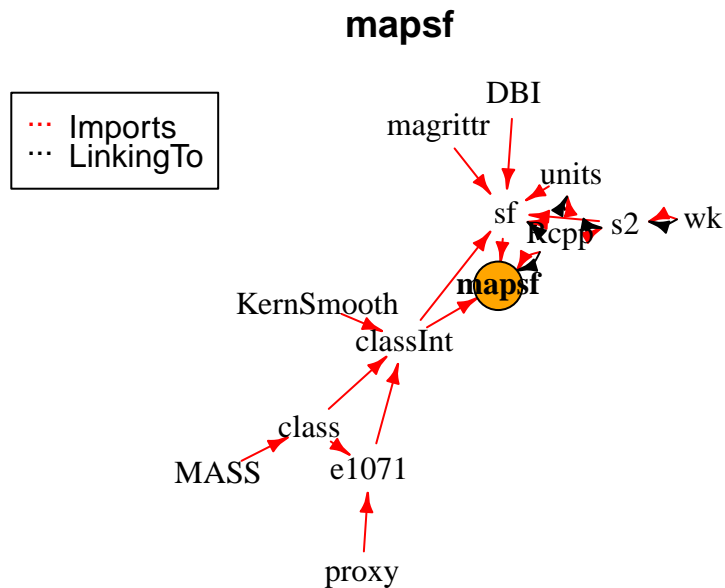 mapsf
Imports
LinkingTo
DBI
magrittr
units
sf
Rcpp
s2
wk
mapsf
KernSmooth
classInt
class
MASS
e1071
proxy